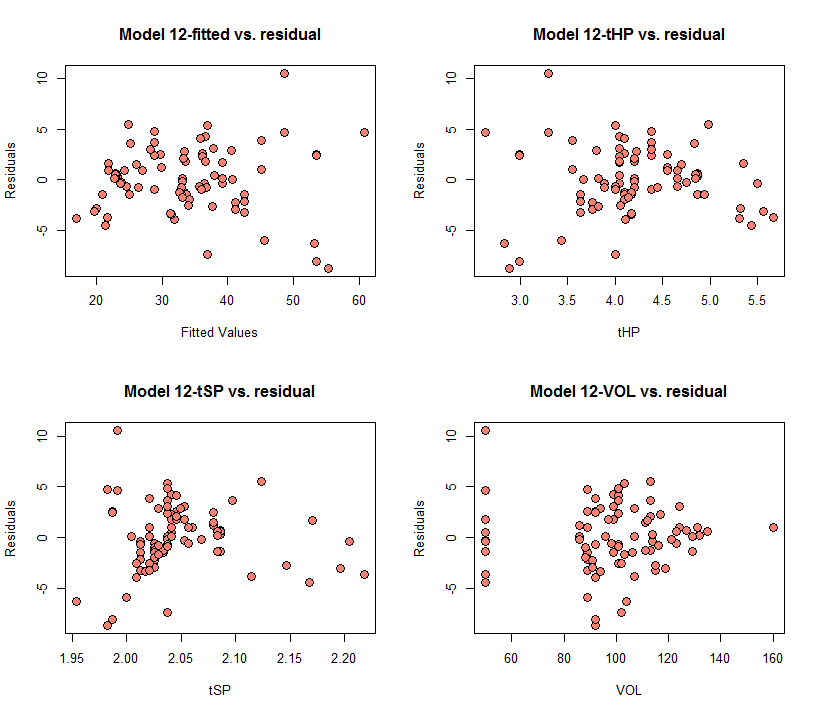 Model 12-fitted vs. residual
Residuals
10
5
0
-5
20 30 40 50 60
Fitted Values
Model 12-tHP vs. residual
Residuals
10
5
0
-5
3.0 3.5 4.0 4.5 5.0 5.5
tHP
Model 12-tSP vs. residual
Residuals
10
5
0
-5
1.95 2.00 2.05 2.10 2.15 2.20
tSP
Model 12-VOL vs. residual
Residuals
10
5
0
-5
60 80 100 120 140 160
VOL